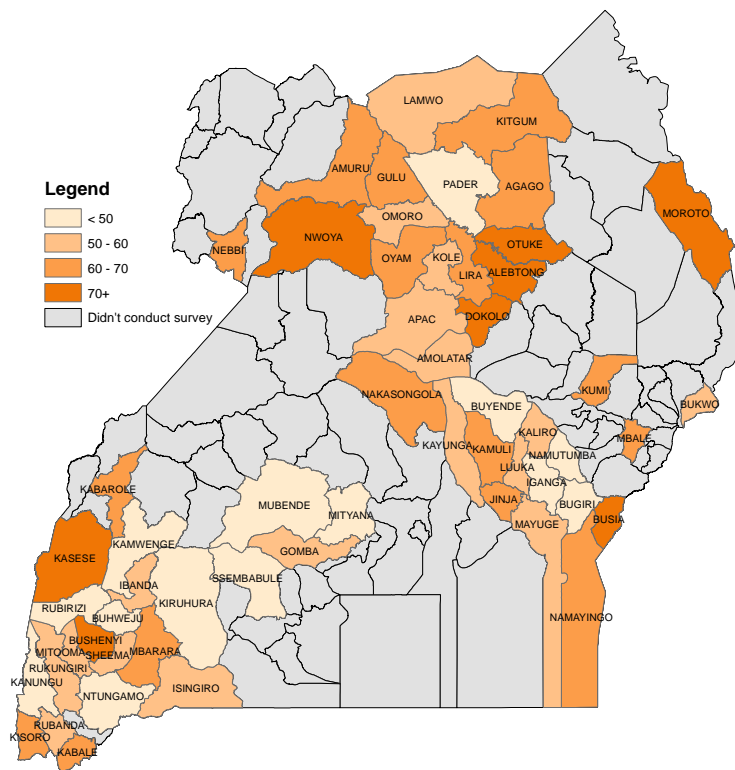 LAMWO
KITGUM
AMURU
GULU
PADER
AGAGO
Legend
< 50
50 - 60
60 - 70
70+
Didn't conduct survey
MOROTO
OMORO
NWOYA
OTUKE
NEBBI
OYAM
KOLE
LIRA
ALEBTONG
DOKOLO
APAC
AMOLATAR
NAKASONGOLA
KUMI
BUYENDE
BUKWO
KAYUNGA
KALIRO
MBALE
KAMULI
NAMUTUMBA
LUUKA
IGANGA
KABAROLE
MUBENDE
MITYANA
JINJA
BUGIRI
MAYUGE
BUSIA
KAMWENGE
GOMBA
KASESE
IBANDA
SSEMBABULE
KIRUHURA
RUBIRIZI
BUHWEJU
NAMAYINGO
BUSHENYI
MITOOMA
SHEEMA
MBARARA
RUKUNGIRI
KANUNGU
ISINGIRO
NTUNGAMO
RUBANDA
KISORO
KABALE